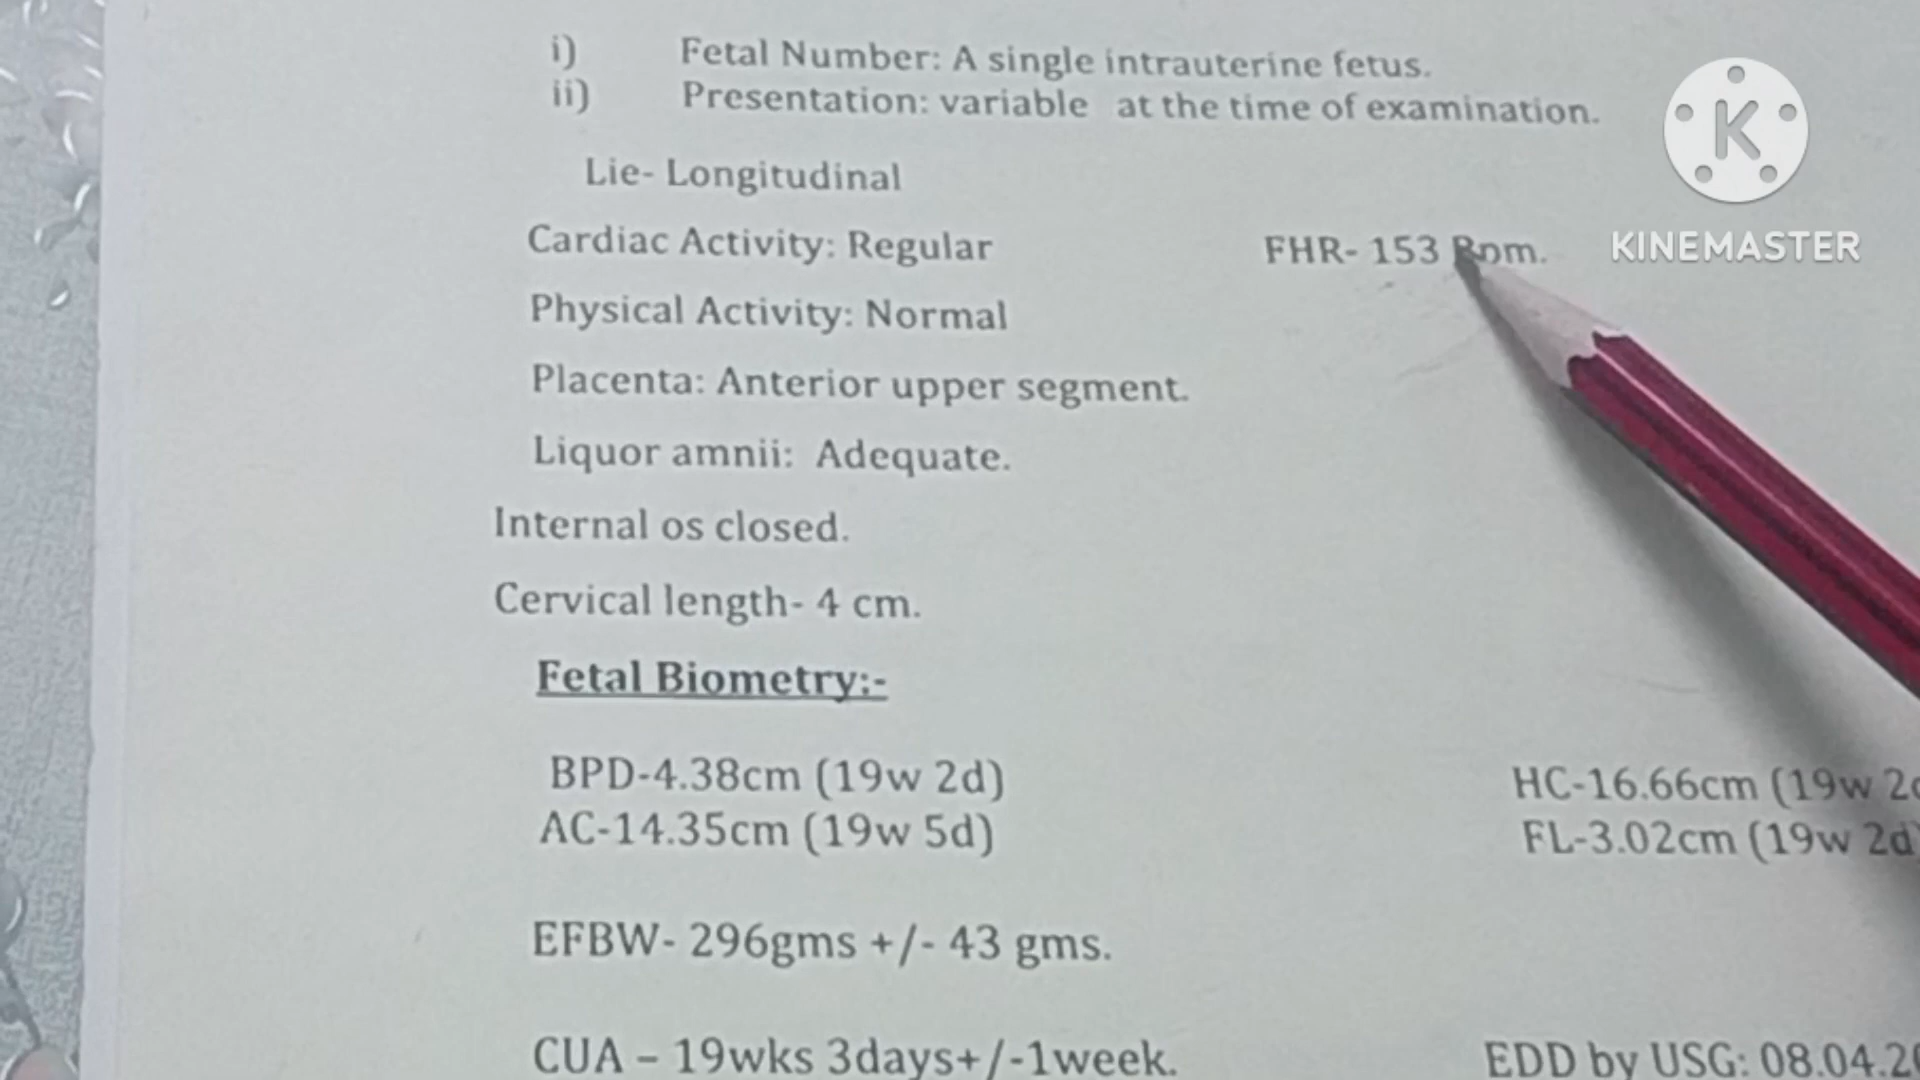 i) Fetal Number: A single intrauterine fetus.
ii) Presentation: variable at the time of examination.
Lie- Longitudinal
Cardiac Activity: Regular FHR- 153 Bpm.
KINEMASTER
Physical Activity: Normal
Placenta: Anterior upper segment.
Liquor amnii: Adequate.
Internal os closed.
Cervical length- 4 cm.
Fetal Biometry:-
BPD-4.38cm (19w 2d) HC-16.66cm (19w 2d
AC-14.35cm (19w 5d) FL-3.02cm (19w 2d)
EFBW- 296gms +/- 43 gms.
CUA – 19wks 3days+/-1week. EDD by USG: 08.04.20